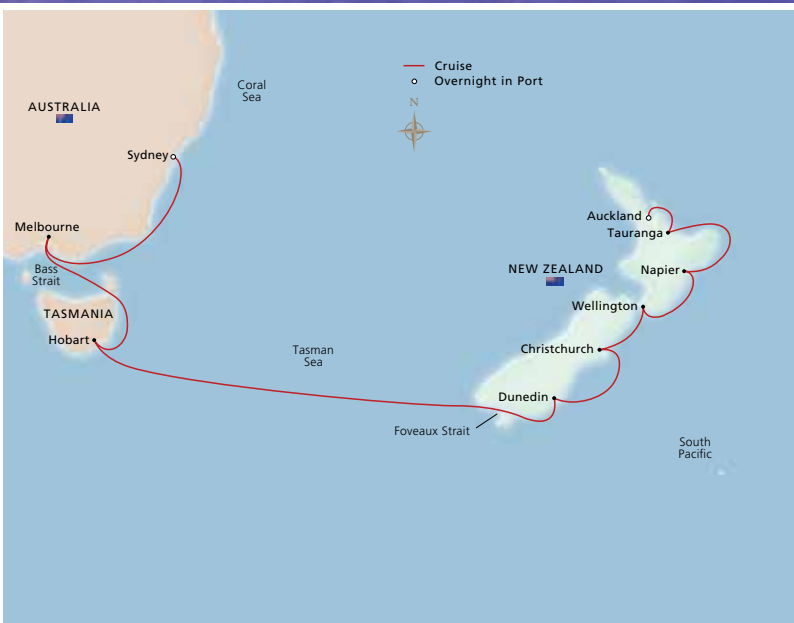 Cruise
Overnight in Port
N
Coral
Sea
AUSTRALIA
Sydney
Auckland
Melbourne
Tauranga
Bass
Strait
NEW ZEALAND
Napier
TASMANIA
Wellington
Hobart
Tasman
Sea
Christchurch
Dunedin
Foveaux Strait
South
Pacific